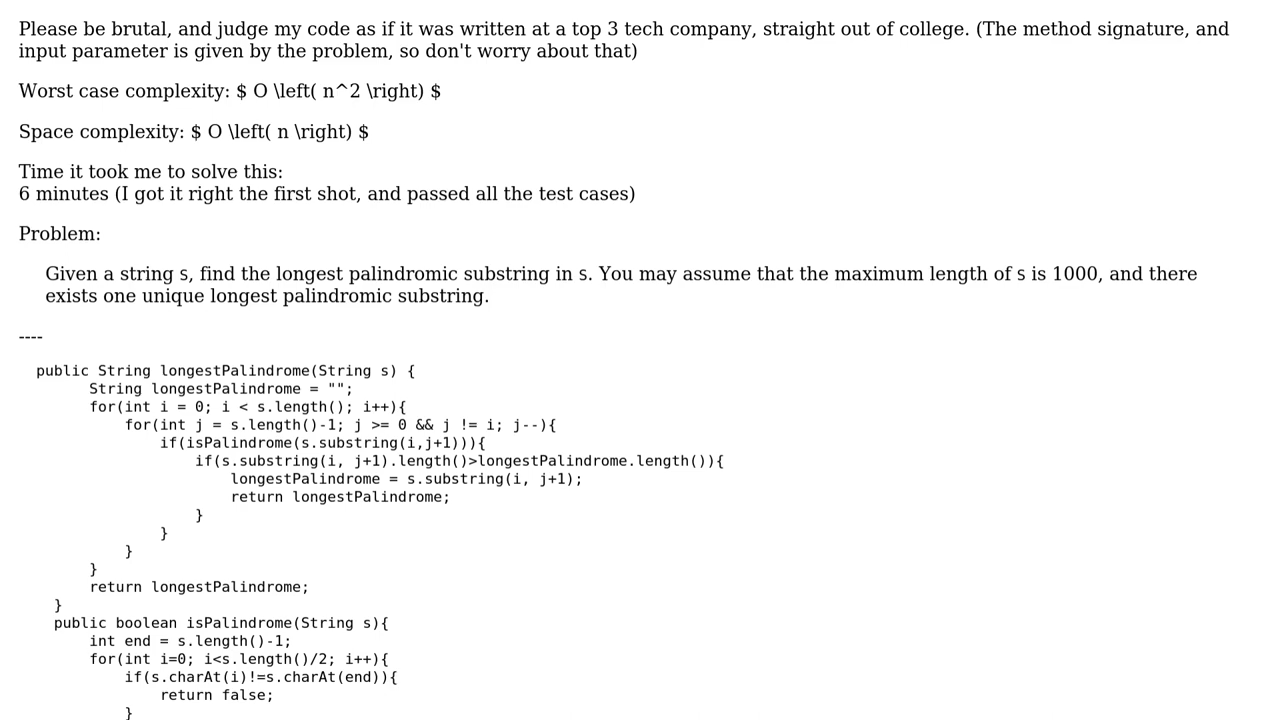 Please be brutal, and judge my code as if it was written at a top 3 tech company, straight out of college. (The method signature, and
input parameter is given by the problem, so don't worry about that)
Worst case complexity: $ O \left( n^2 \right) $
Space complexity: $ O \left( n \right) $
Time it took me to solve this:
6 minutes (I got it right the first shot, and passed all the test cases)
Problem:
Given a string s, find the longest palindromic substring in s. You may assume that the maximum length of s is 1000, and there
exists one unique longest palindromic substring.
----
public String longestPalindrome(String s) {
      String longestPalindrome = "";
      for(int i = 0; i < s.length(); i++){
          for(int j = s.length()-1; j >= 0 && j != i; j--){
              if(isPalindrome(s.substring(i,j+1))){
                  if(s.substring(i, j+1).length()>longestPalindrome.length()){
                      longestPalindrome = s.substring(i, j+1);
                      return longestPalindrome;
                  }
              }
          }
      }
      return longestPalindrome;
  }
  public boolean isPalindrome(String s){
      int end = s.length()-1;
      for(int i=0; i<s.length()/2; i++){
          if(s.charAt(i)!=s.charAt(end)){
              return false;
          }